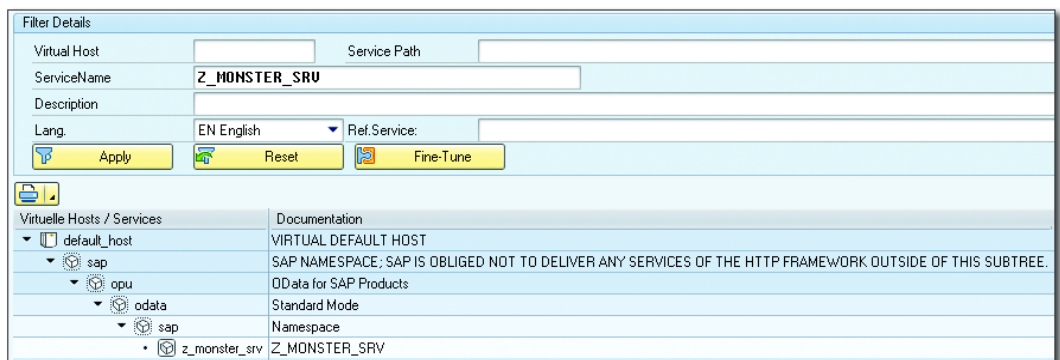 Filter Details
Virtual Host Service Path
ServiceName Z_MONSTER_SRV
Description
Lang. EN English Ref.Service:
Apply Reset Fine-Tune
Virtuelle Hosts / Services Documentation
default_host VIRTUAL DEFAULT HOST
sap SAP NAMESPACE; SAP IS OBLIGED NOT TO DELIVER ANY SERVICES OF THE HTTP FRAMEWORK OUTSIDE OF THIS SUBTREE.
opu OData for SAP Products
odata Standard Mode
sap Namespace
z_monster_srv Z_MONSTER_SRV